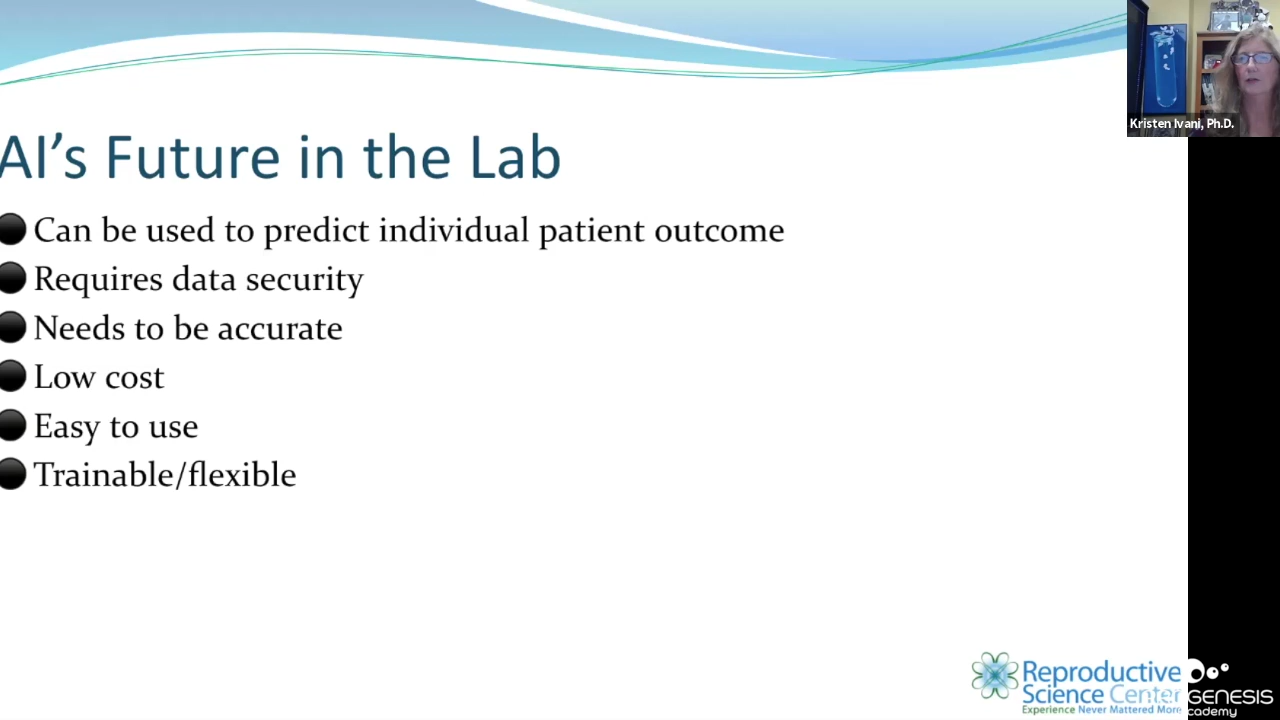 Kristen Ivani, Ph.D.
AI's Future in the Lab
Can be used to predict individual patient outcome
Requires data security
Needs to be accurate
Low cost
Easy to use
Trainable/flexible
Reproductive
Science Center
Experience Never Mattered More
GENESIS
cademy